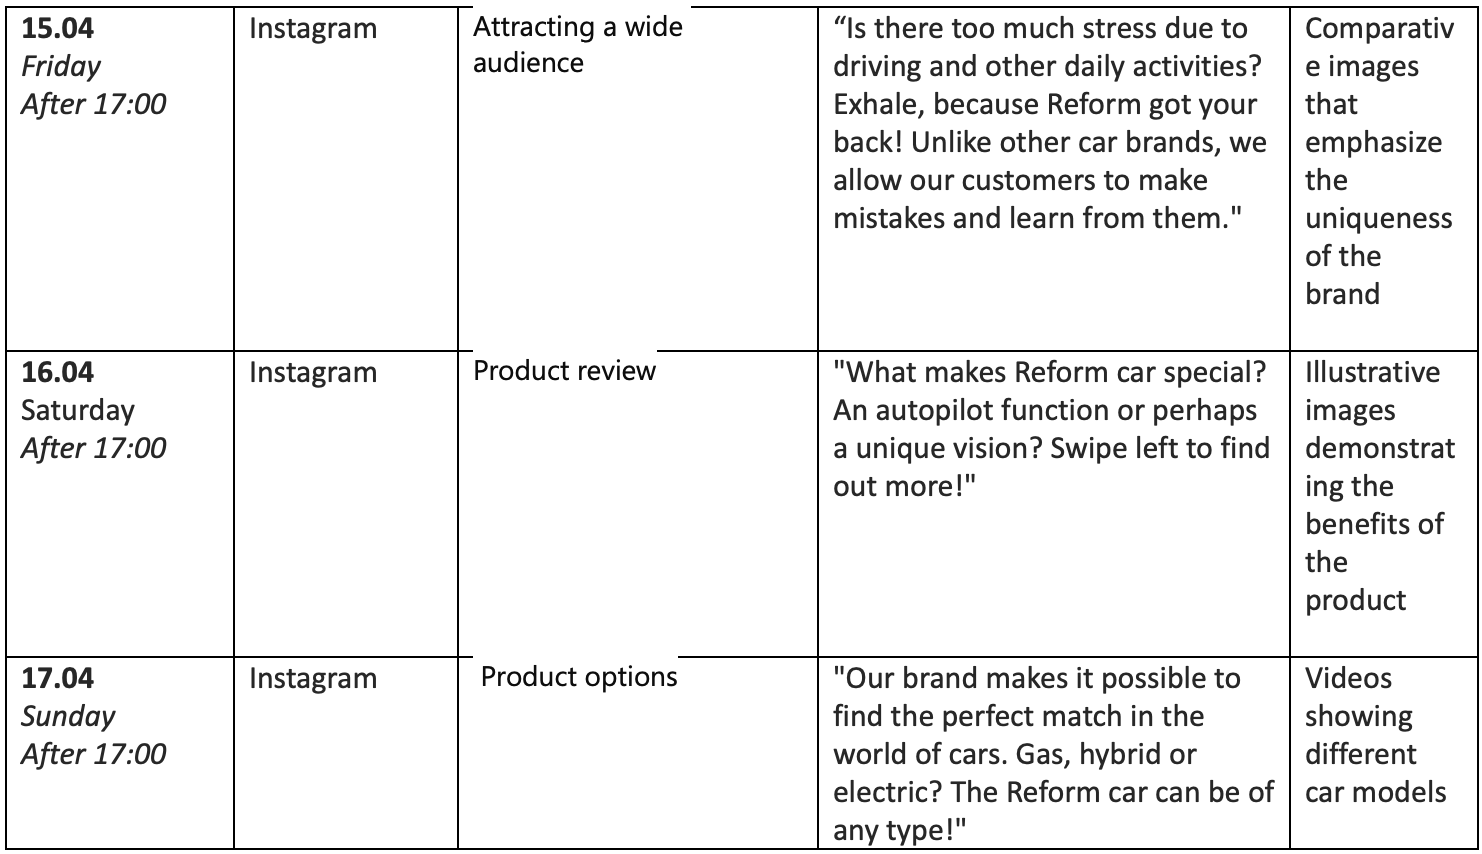 15.04
Friday
After 17:00
Instagram
Attracting a wide
audience
“Is there too much stress due to
driving and other daily activities?
Exhale, because Reform got your
back! Unlike other car brands, we
allow our customers to make
mistakes and learn from them."
Comparativ
e images
that
emphasize
the
uniqueness
of the
brand
16.04
Saturday
After 17:00
Instagram
Product review
"What makes Reform car special?
An autopilot function or perhaps
a unique vision? Swipe left to find
out more!"
Illustrative
images
demonstrat
ing the
benefits of
the
product
17.04
Sunday
After 17:00
Instagram
Product options
"Our brand makes it possible to
find the perfect match in the
world of cars. Gas, hybrid or
electric? The Reform car can be of
any type!"
Videos
showing
different
car models